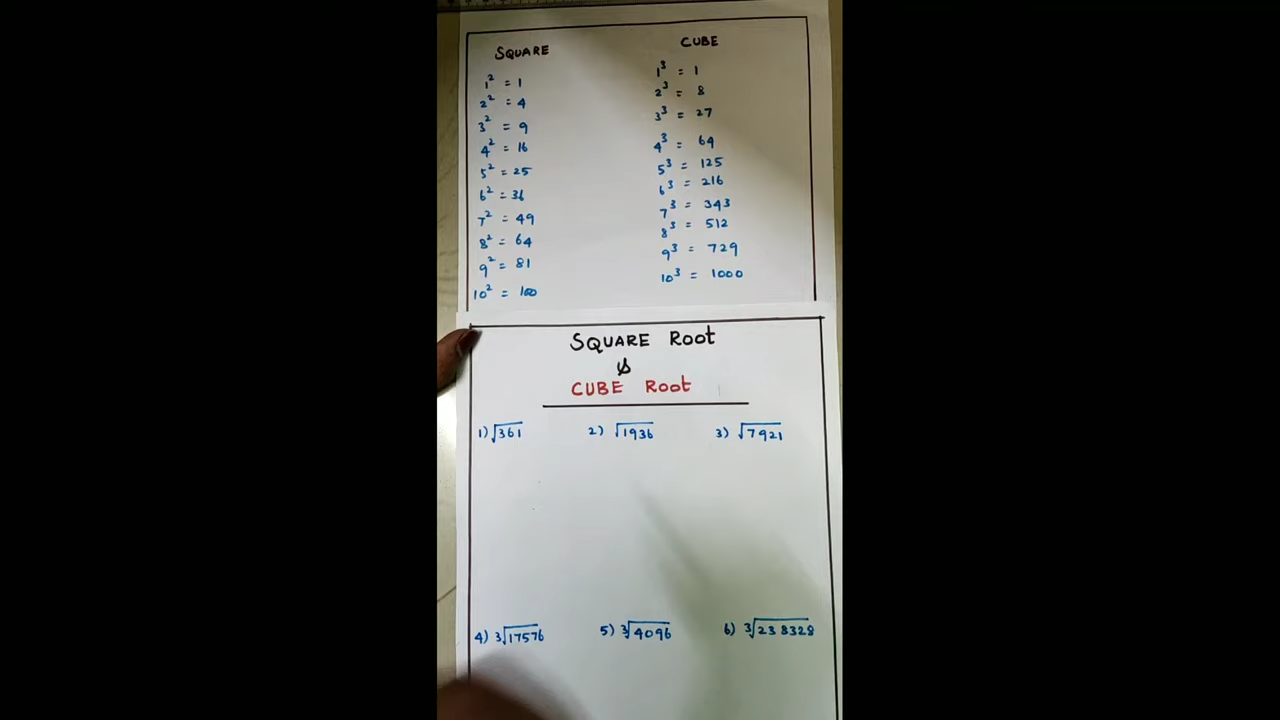 SQUARE
1² = 1
2² = 4
3² = 9
4² = 16
5² = 25
6² = 36
7² = 49
8² = 64
9² = 81
10² = 100
CUBE
1³ = 1
2³ = 8
3³ = 27
4³ = 64
5³ = 125
6³ = 216
7³ = 343
8³ = 512
9³ = 729
10³ = 1000
SQUARE Root
&
CUBE Root
1) √361 2) √1936 3) √7921
4) ³√17576 5) ³√4096 6) ³√238328